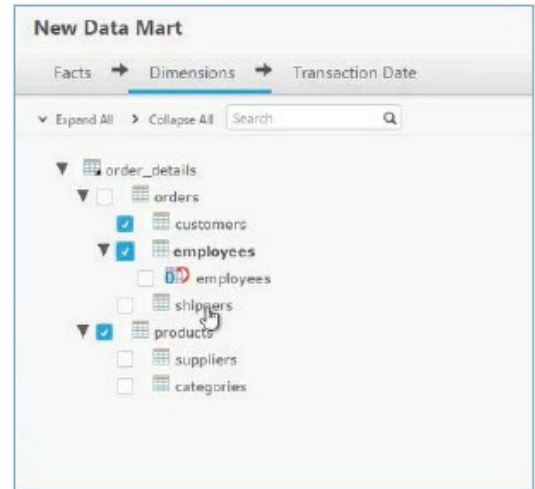 New Data Mart
Facts Dimensions Transaction Date
Expand All Collapse All Search
order_details
orders
customers
employees
employees
shippers
products
suppliers
categories